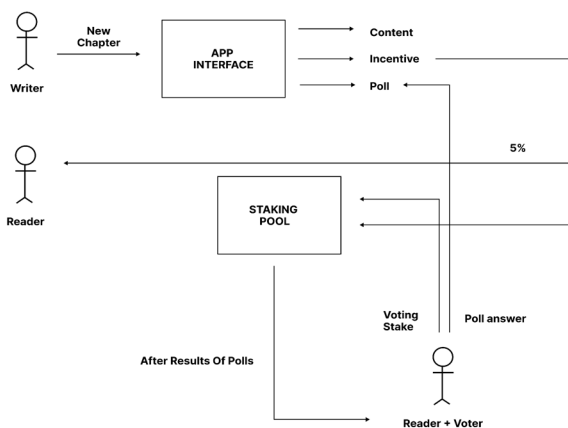 New
Chapter
Writer
APP
INTERFACE
Content
Incentive
Poll
5%
Reader
STAKING
POOL
Voting
Stake
Poll answer
After Results Of Polls
Reader + Voter